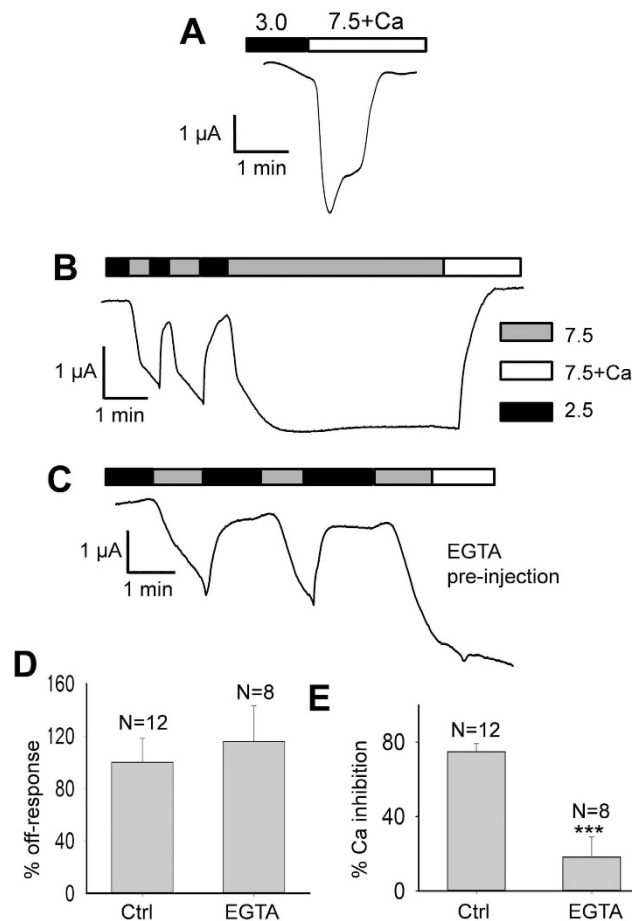 A
3.0
7.5+Ca
1 µA
1 min
B
1 µA
1 min
7.5
7.5+Ca
2.5
C
1 µA
1 min
EGTA
pre-injection
D
% off-response
160
120
80
40
0
N=12
N=8
Ctrl
EGTA
E
% Ca inhibition
80
40
0
N=12
N=8
***
Ctrl
EGTA